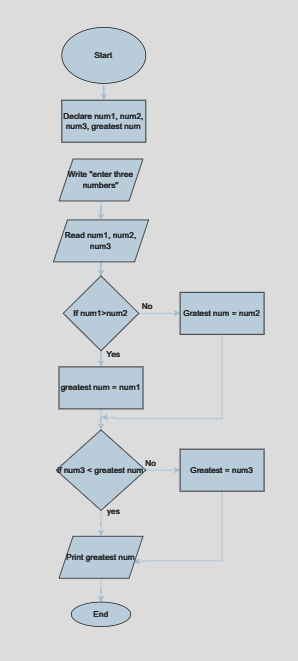 Start
Declare num1, num2,
num3, greatest num
Write "enter three
numbers"
Read num1, num2,
num3
If num1>num2
No
Gratest num = num2
Yes
greatest num = num1
if num3 < greatest num
No
Greatest = num3
yes
Print greatest num
End